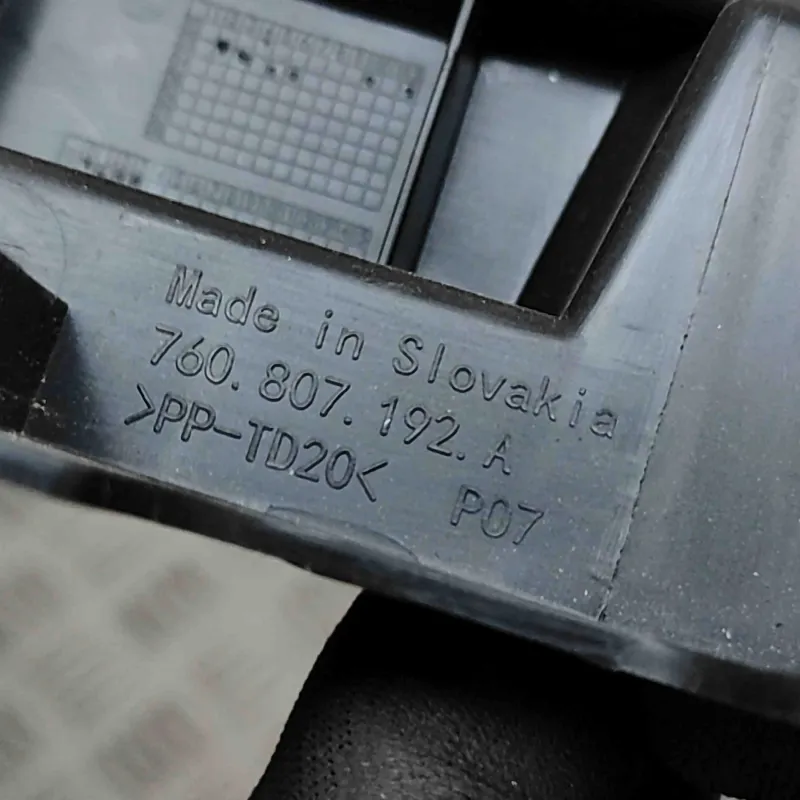 Made in Slovakia
760.807.192.A
>PP-TD20< P07